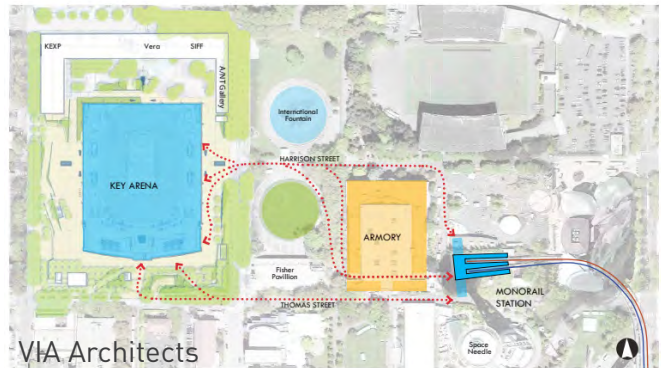 KEXP
Vera
SIFF
A/NT Gallery
International
Fountain
HARRISON STREET
KEY ARENA
ARMORY
Fisher
Pavillion
MONORAIL
STATION
THOMAS STREET
Space
Needle
VIA Architects